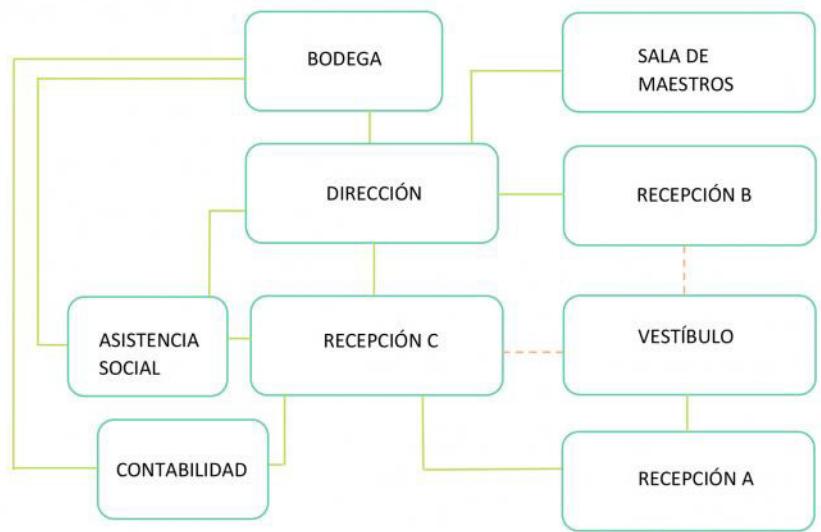 BODEGA
SALA DE
MAESTROS
DIRECCIÓN
RECEPCIÓN B
ASISTENCIA
SOCIAL
RECEPCIÓN C
VESTÍBULO
CONTABILIDAD
RECEPCIÓN A